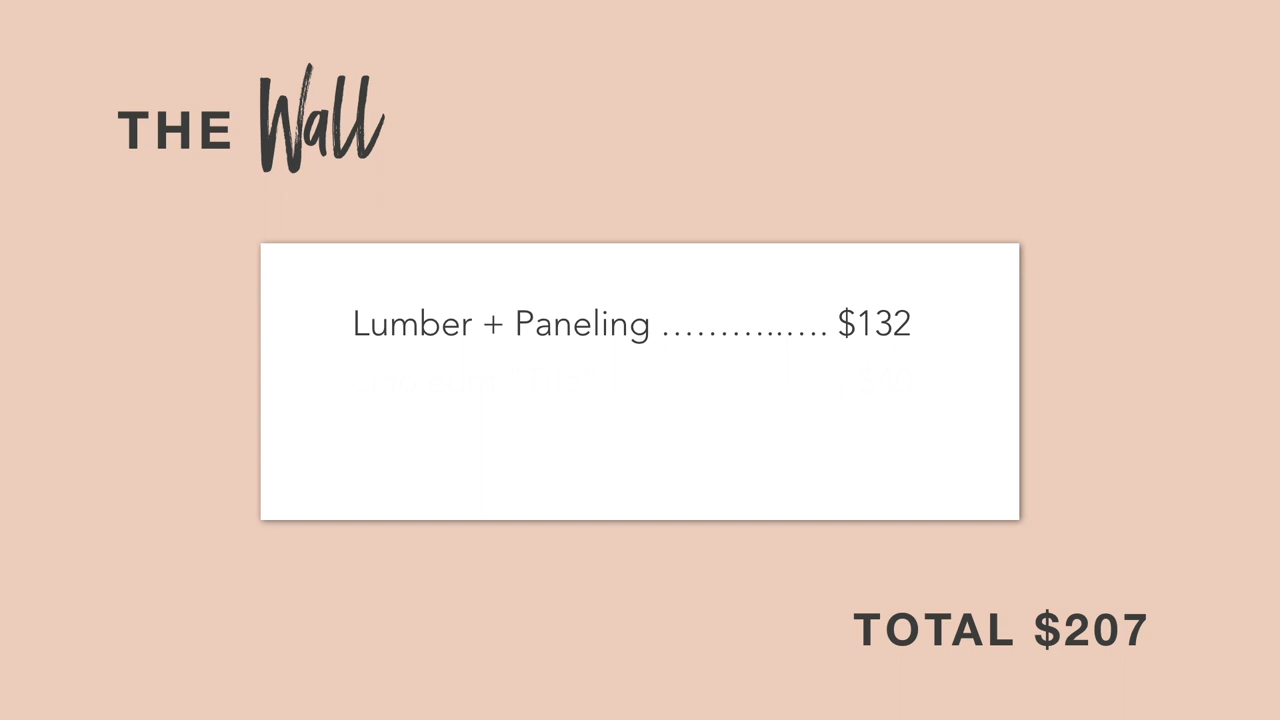 THE Wall
Lumber + Paneling ………..…. $132
TOTAL $207